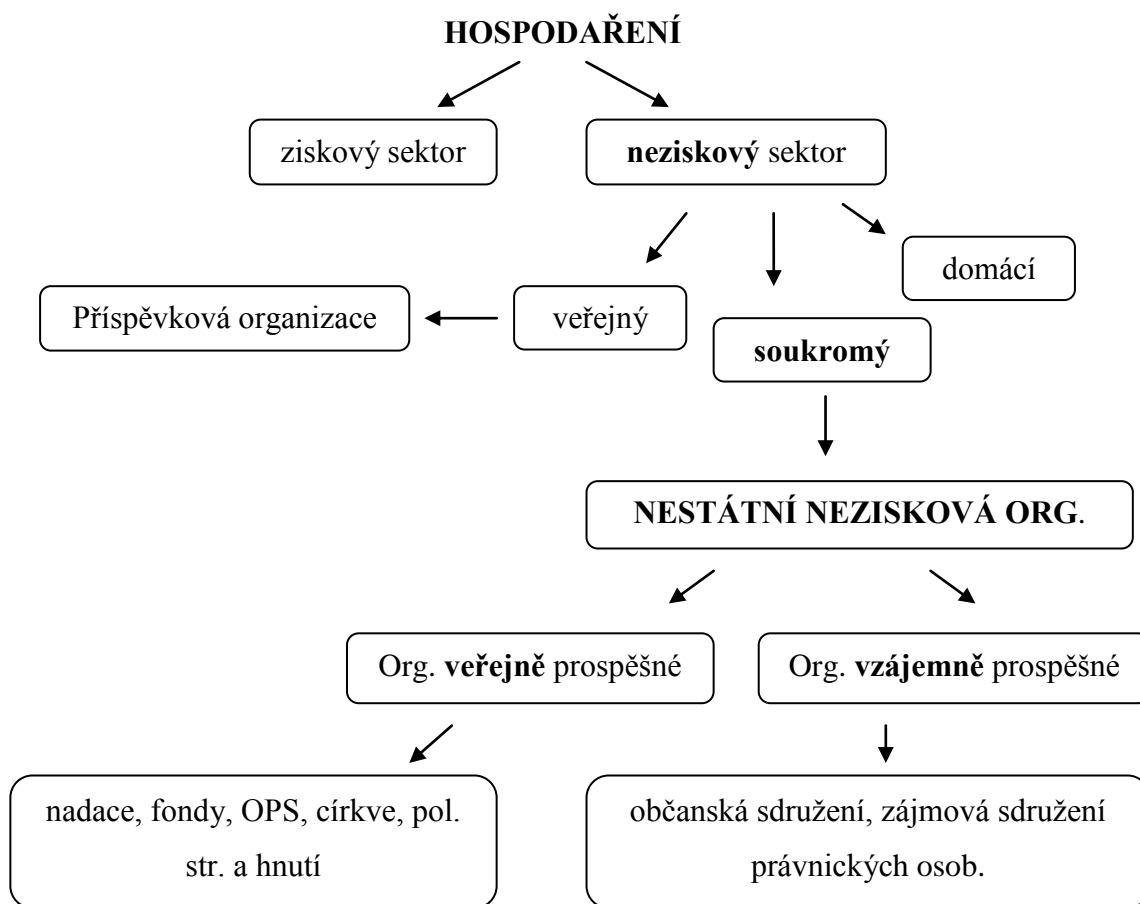 HOSPODAŘENÍ
ziskový sektor
neziskový sektor
domácí
Příspěvková organizace
veřejný
soukromý
NESTÁTNÍ NEZISKOVÁ ORG.
Org. veřejně prospěšné
Org. vzájemně prospěšné
nadace, fondy, OPS, církve, pol.
str. a hnutí
občanská sdružení, zájmová sdružení
právnických osob.